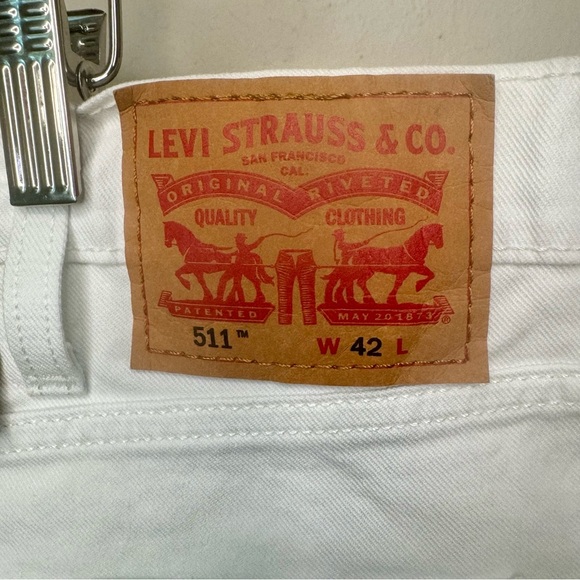 LEVI STRAUSS & CO.
SAN FRANCISCO
CAL.
ORIGINAL RIVETED
QUALITY CLOTHING
PATENTED MAY 20 1873 ®
511™ W 42 L